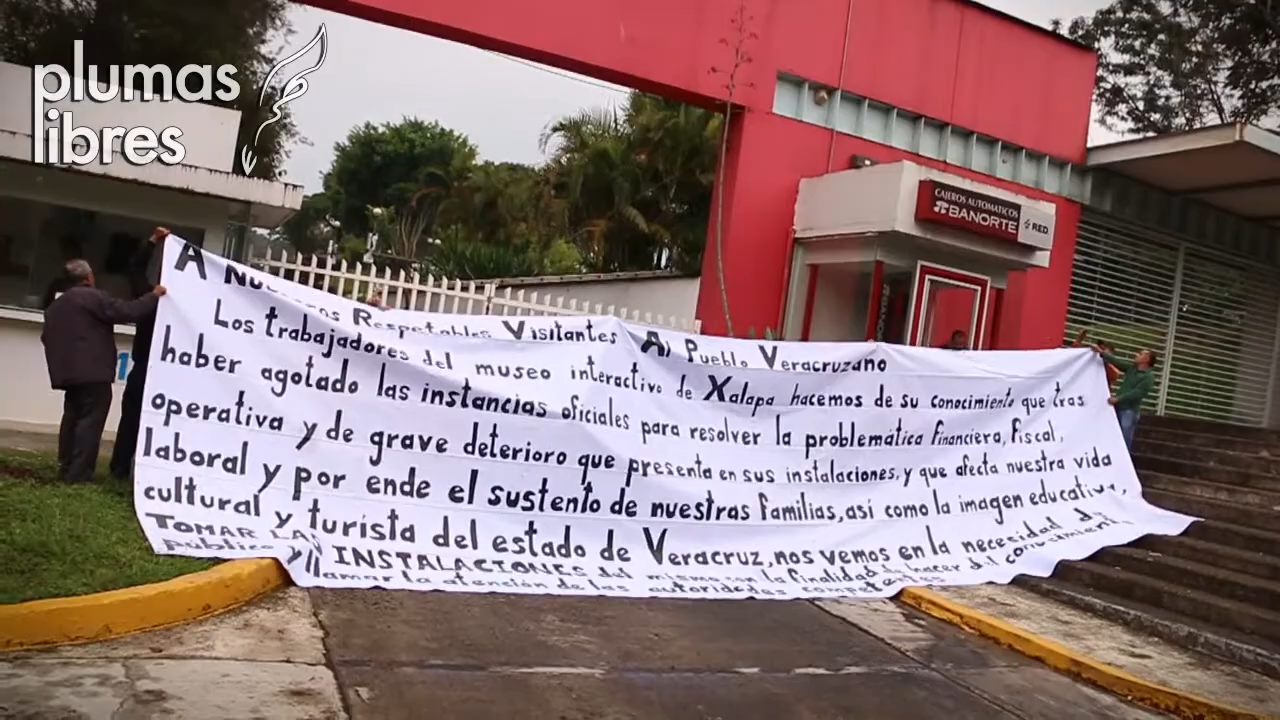 plumas
libres
CAJEROS AUTOMATICOS
BANORTE
RED
A Nuestros Respetables Visitantes Al Pueblo Veracruzano
Los trabajadores del museo interactivo de Xalapa hacemos de su conocimiento que tras
haber agotado las instancias oficiales para resolver la problemática financiera, fiscal,
operativa y de grave deterioro que presenta en sus instalaciones, y que afecta nuestra vida
laboral y por ende el sustento de nuestras familias, así como la imagen educativa,
cultural y turista del estado de Veracruz, nos vemos en la necesidad de
TOMAR LAS INSTALACIONES del mismo con la finalidad de hacer del conocimiento
público y llamar la atención de las autoridades competentes